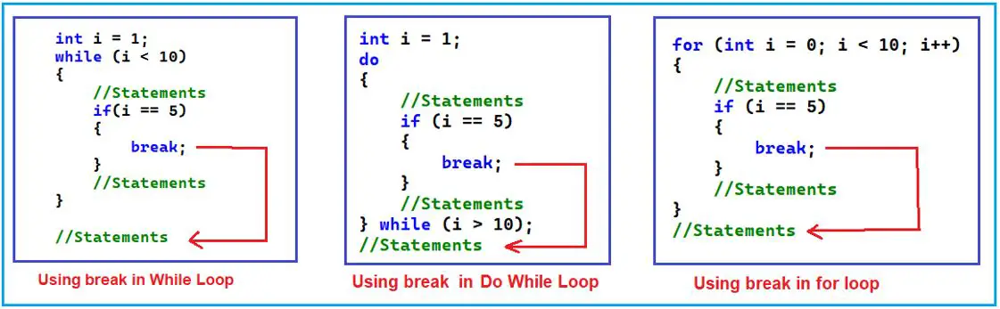 int i = 1;
while (i < 10)
{
//Statements
if(i == 5)
{
break;
}
//Statements
}
//Statements
Using break in While Loop
int i = 1;
do
{
//Statements
if (i == 5)
{
break;
}
//Statements
} while (i > 10);
//Statements
Using break in Do While Loop
for (int i = 0; i < 10; i++)
{
//Statements
if (i == 5)
{
break;
}
//Statements
}
//Statements
Using break in for loop